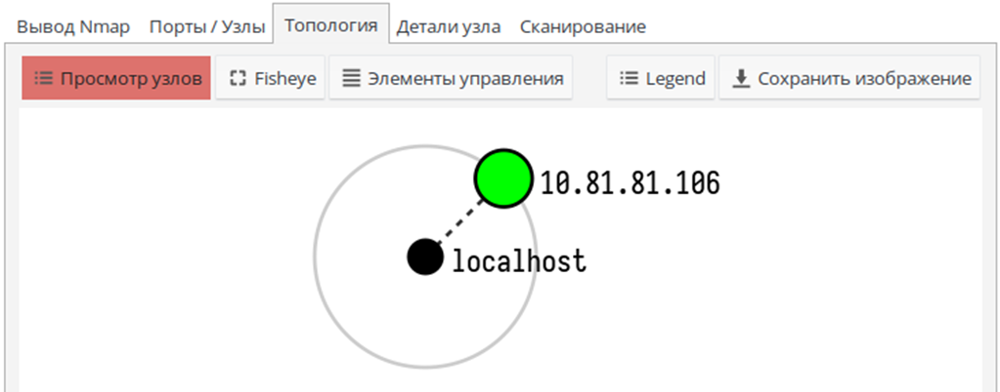 Вывод Nmap Порты / Узлы Топология Детали узла Сканирование
Просмотр узлов Fisheye Элементы управления Legend Сохранить изображение
10.81.81.106
localhost